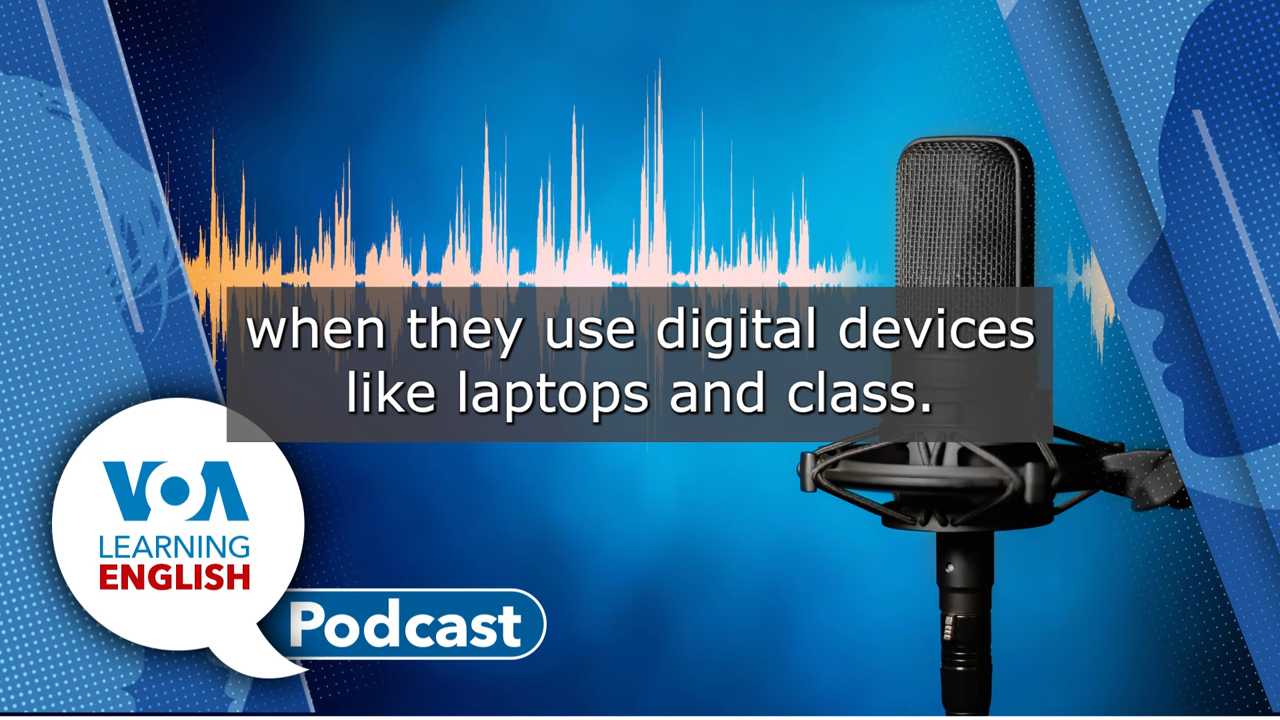 when they use digital devices
like laptops and class.
VOA
LEARNING
ENGLISH
Podcast